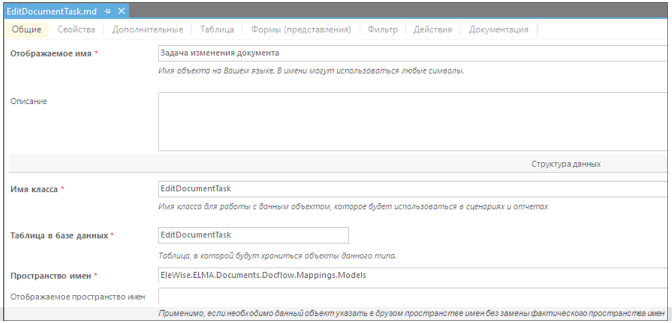 EditDocumentTask.md
Общие Свойства Дополнительные Таблица Формы (представления) Фильтр Действия Документация
Отображаемое имя * Задача изменения документа
Имя объекта на Вашем языке. В имени могут использоваться любые символы.
Описание
Структура данных
Имя класса * EditDocumentTask
Имя класса для работы с данным объектом, которое будет использоваться в сценариях и отчетах
Таблица в базе данных * EditDocumentTask
Таблица, в которой будут храниться объекты данного типа.
Пространство имен * EleWise.ELMA.Documents.Docflow.Mappings.Models
Отображаемое пространство имен
Применимо, если необходимо данный объект указать в другом пространстве имен без замены фактического пространства имен